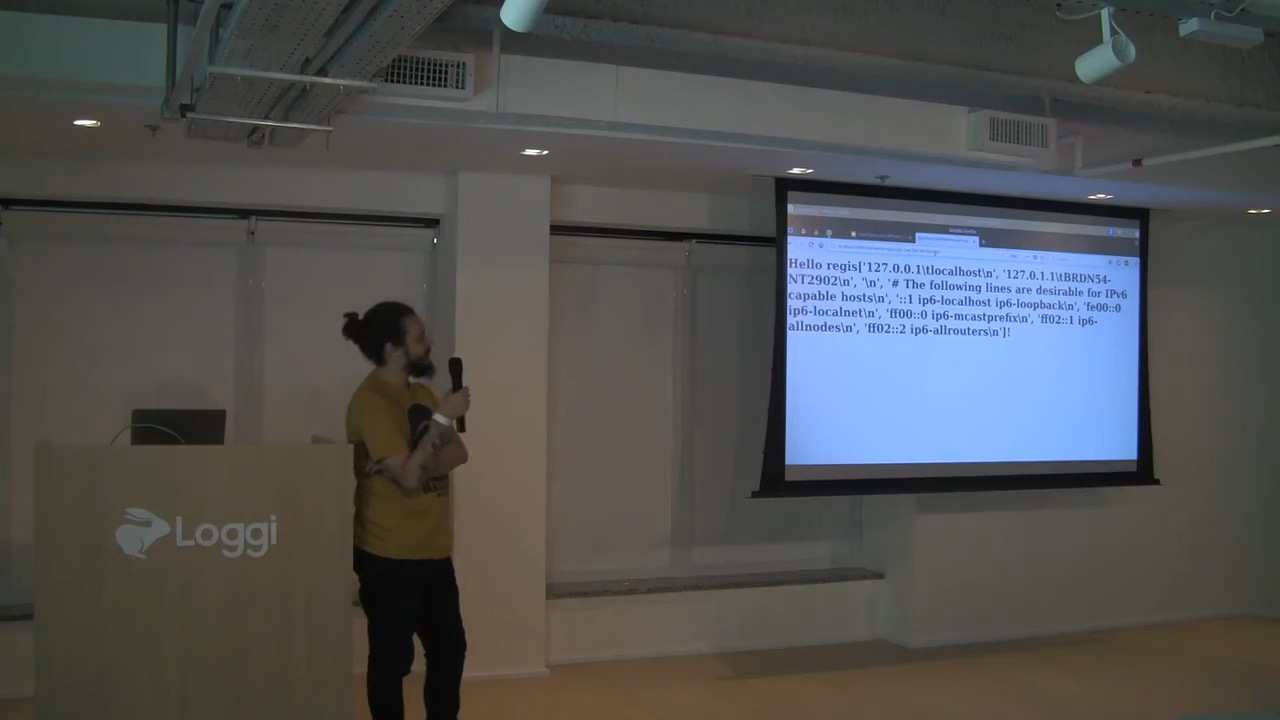 Hello regis['127.0.0.1\tlocalhost\n', '127.0.1.1\tBRDN54-
NT2902\n', '\n', '# The following lines are desirable for IPv6
capable hosts\n', '::1 ip6-localhost ip6-loopback\n', 'fe00::0
ip6-localnet\n', 'ff00::0 ip6-mcastprefix\n', 'ff02::1 ip6-
allnodes\n', 'ff02::2 ip6-allrouters\n']!
Loggi